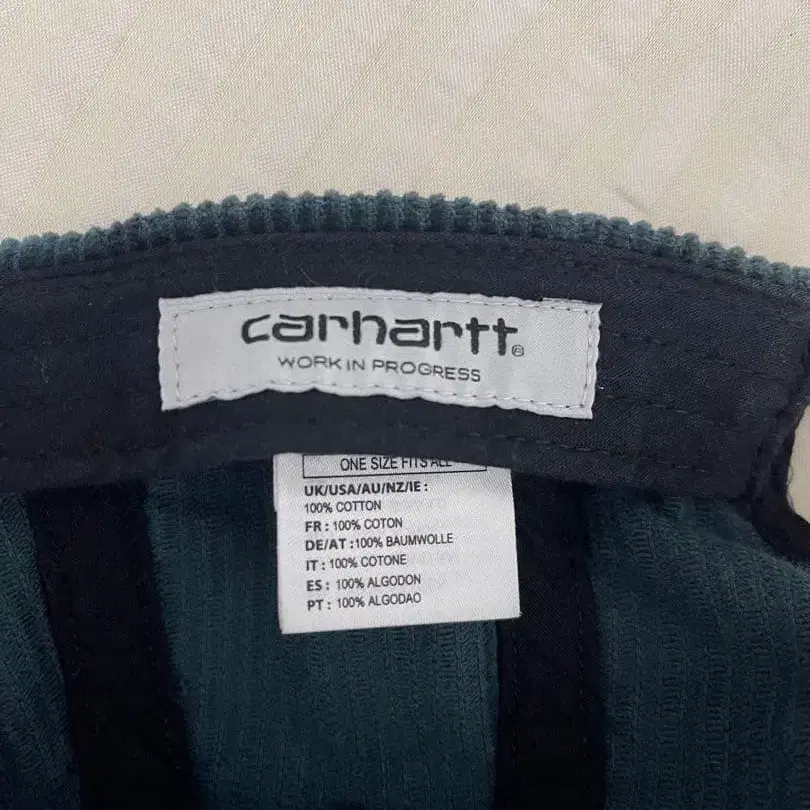 carhartt®
WORK IN PROGRESS
ONE SIZE FITS ALL
UK/USA/AU/NZ/IE :
100% COTTON
FR : 100% COTON
DE/AT :100% BAUMWOLLE
IT : 100% COTONE
ES : 100% ALGODON
PT : 100% ALGODAO